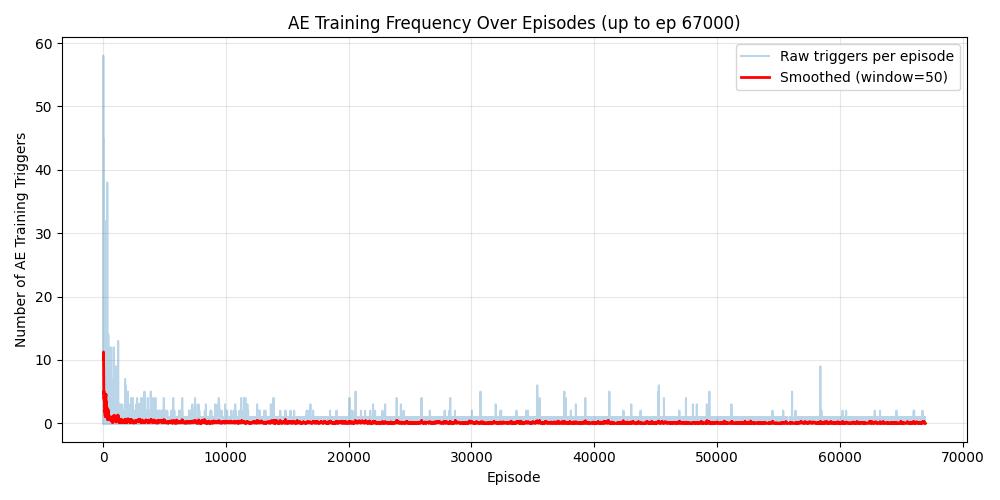 AE Training Frequency Over Episodes (up to ep 67000)
Raw triggers per episode
Smoothed (window=50)
Number of AE Training Triggers
60
50
40
30
20
10
0
0 10000 20000 30000 40000 50000 60000 70000
Episode